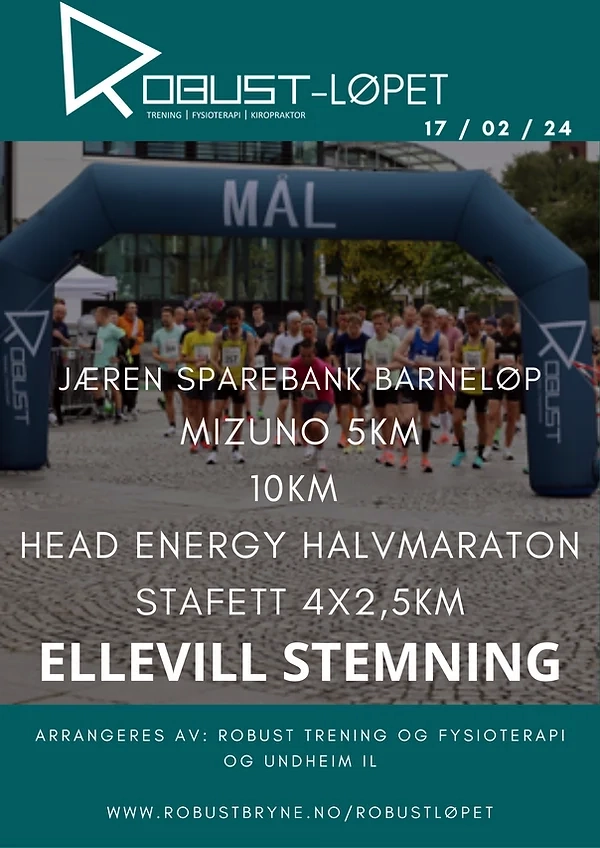 ROBUST-LØPET
TRENING | FYSIOTERAPI | KIROPRAKTOR
17 / 02 / 24
MÅL
ROBUST
ROBUST
JÆREN SPAREBANK BARNELØP
MIZUNO 5KM
10KM
HEAD ENERGY HALVMARATON
STAFETT 4X2,5KM
ELLEVILL STEMNING
ARRANGERES AV: ROBUST TRENING OG FYSIOTERAPI
OG UNDHEIM IL
WWW.ROBUSTBRYNE.NO/ROBUSTLØPET